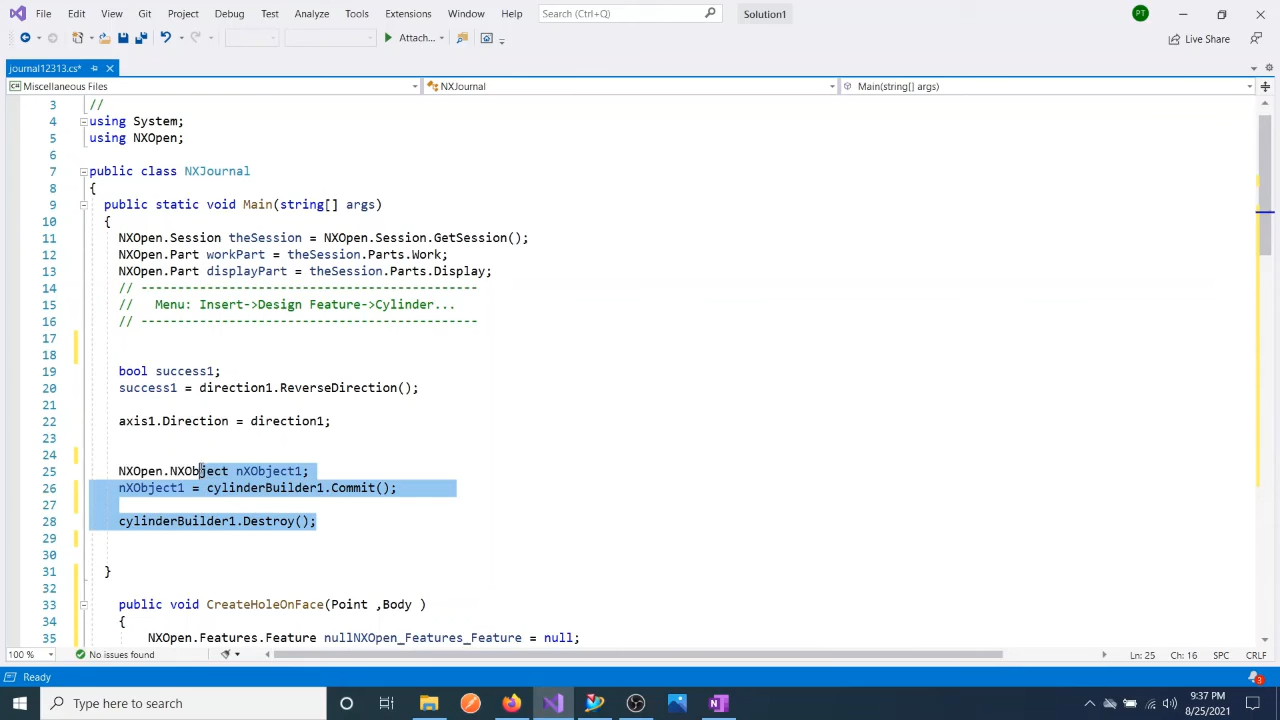 File Edit View Git Project Debug Test Analyze Tools Extensions Window Help Search (Ctrl+Q) Solution1 PT
Attach... Live Share
journal12313.cs*
C# Miscellaneous Files NXJournal Main(string[] args)
3 //
4 using System;
5 using NXOpen;
6
7 public class NXJournal
8 {
9 public static void Main(string[] args)
10 {
11 NXOpen.Session theSession = NXOpen.Session.GetSession();
12 NXOpen.Part workPart = theSession.Parts.Work;
13 NXOpen.Part displayPart = theSession.Parts.Display;
14 // ----------------------------------------------
15 //   Menu: Insert->Design Feature->Cylinder...
16 // ----------------------------------------------
17
18
19 bool success1;
20 success1 = direction1.ReverseDirection();
21
22 axis1.Direction = direction1;
23
24
25 NXOpen.NXObject nXObject1;
26 nXObject1 = cylinderBuilder1.Commit();
27
28 cylinderBuilder1.Destroy();
29
30
31 }
32
33 public void CreateHoleOnFace(Point ,Body )
34 {
35 NXOpen.Features.Feature nullNXOpen_Features_Feature = null;
100 % No issues found Ln: 25 Ch: 16 SPC CRLF
Ready 3
Type here to search 9:37 PM
8/25/2021